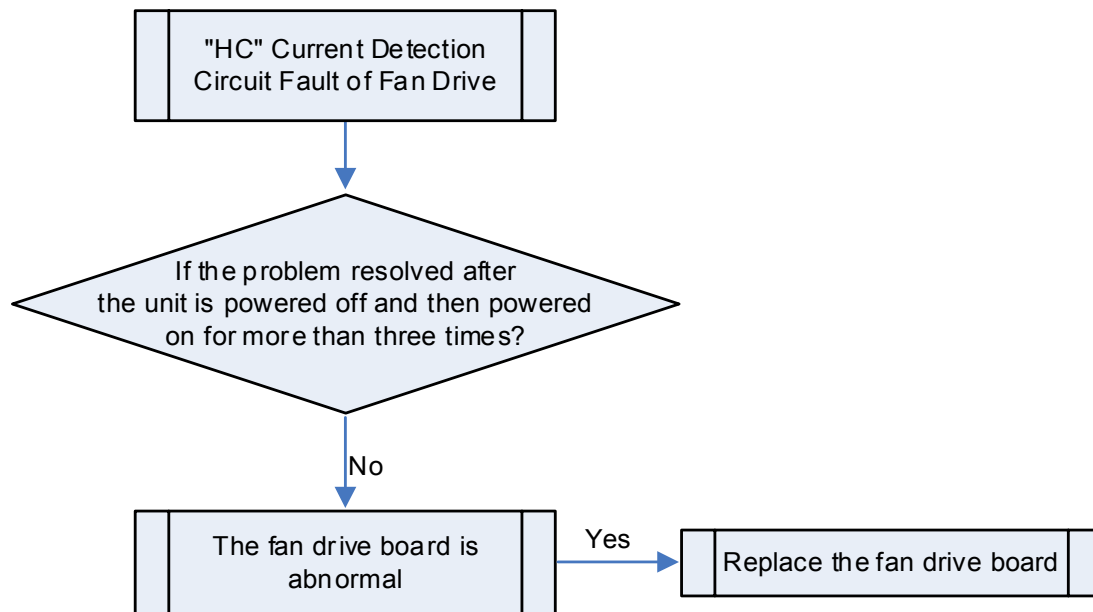 "HC" Current Detection
Circuit Fault of Fan Drive
If the problem resolved after
the unit is powered off and then powered
on for more than three times?
No
The fan drive board is
abnormal
Yes
Replace the fan drive board